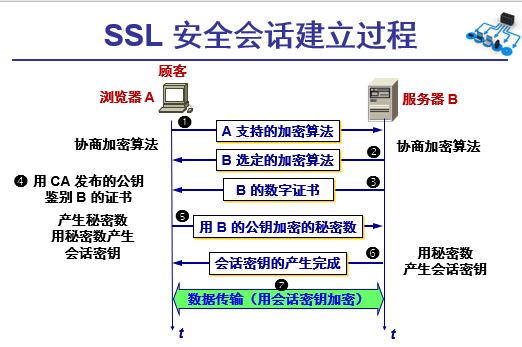 SSL 安全会话建立过程
顾客
浏览器 A
服务器 B
❶
A 支持的加密算法
协商加密算法
协商加密算法
B 选定的加密算法
❷
B 的数字证书
❸
❹ 用 CA 发布的公钥
鉴别 B 的证书
产生秘密数
用秘密数产生
会话密钥
❺
用 B 的公钥加密的秘密数
❻
会话密钥的产生完成
用秘密数
产生会话密钥
❼
数据传输（用会话密钥加密）
t
t